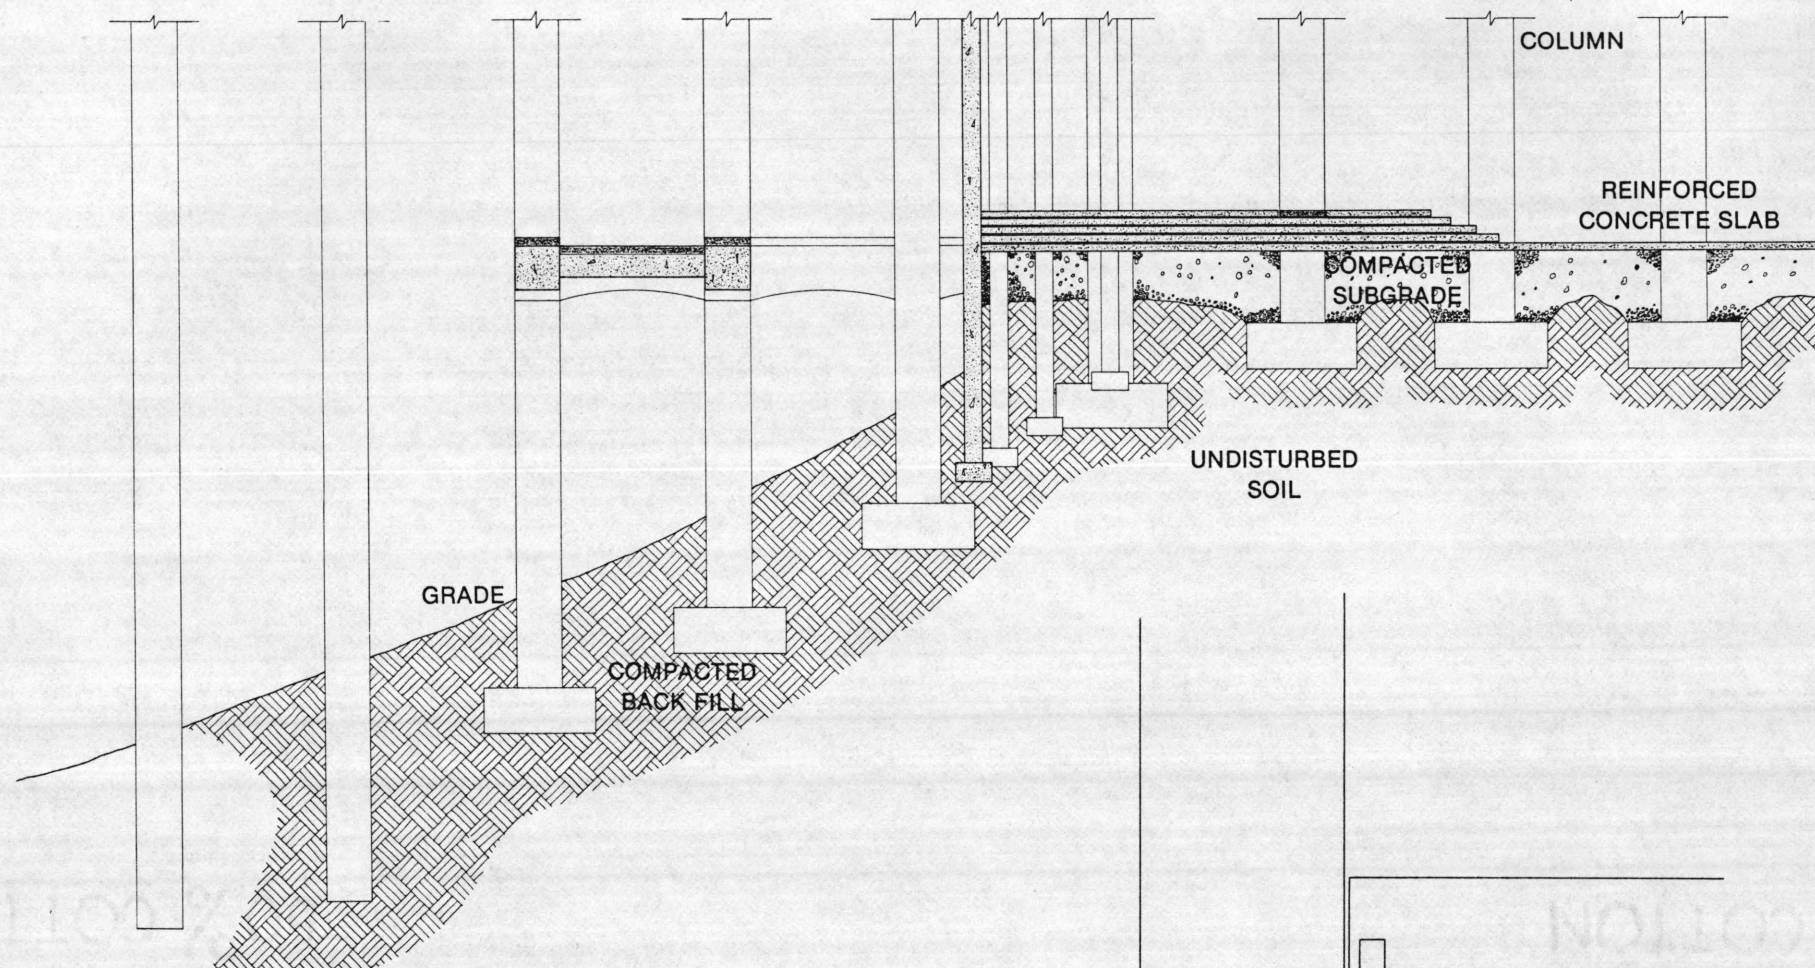 COLUMN
REINFORCED
CONCRETE SLAB
COMPACTED
SUBGRADE
UNDISTURBED
SOIL
GRADE
COMPACTED
BACK FILL